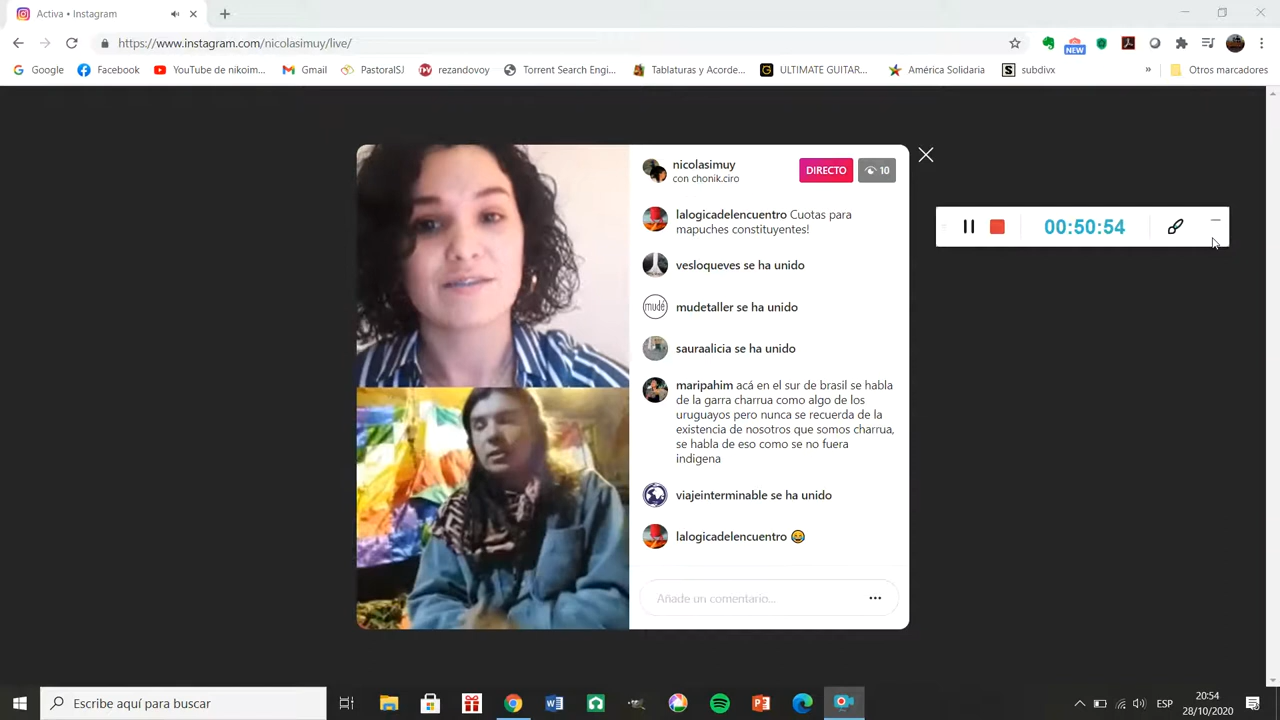 Activa • Instagram
https://www.instagram.com/nicolasimuy/live/
NEW
Google
Facebook
YouTube de nikoim...
Gmail
PastoralSJ
rezandovoy
Torrent Search Engi...
Tablaturas y Acorde...
ULTIMATE GUITAR...
América Solidaria
subdivx
»
Otros marcadores
nicolasimuy
con chonik.ciro
DIRECTO
10
lalogicadelencuentro Cuotas para
mapuches constituyentes!
vesloqueves se ha unido
mudé
mudetaller se ha unido
sauraalicia se ha unido
maripahim acá en el sur de brasil se habla
de la garra charrua como algo de los
uruguayos pero nunca se recuerda de la
existencia de nosotros que somos charrua,
se habla de eso como se no fuera
indigena
viajeinterminable se ha unido
lalogicadelencuentro 😂
Añade un comentario...
00:50:54
Escribe aquí para buscar
ESP
20:54
28/10/2020